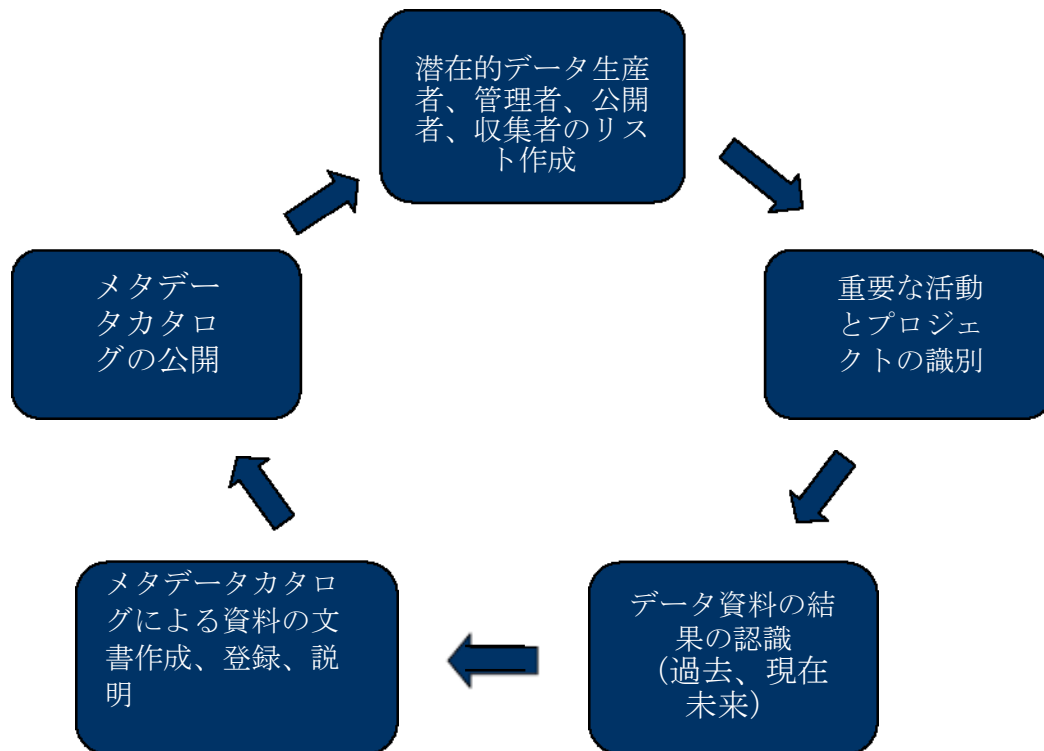 潜在的データ生産
者、管理者、公開
者、収集者のリス
ト作成
重要な活動
とプロジェ
クトの識別
データ資料の結
果の認識
(過去、現在
未来)
メタデータカタロ
グによる資料の文
書作成、登録、説
明
メタデー
タカタロ
グの公開